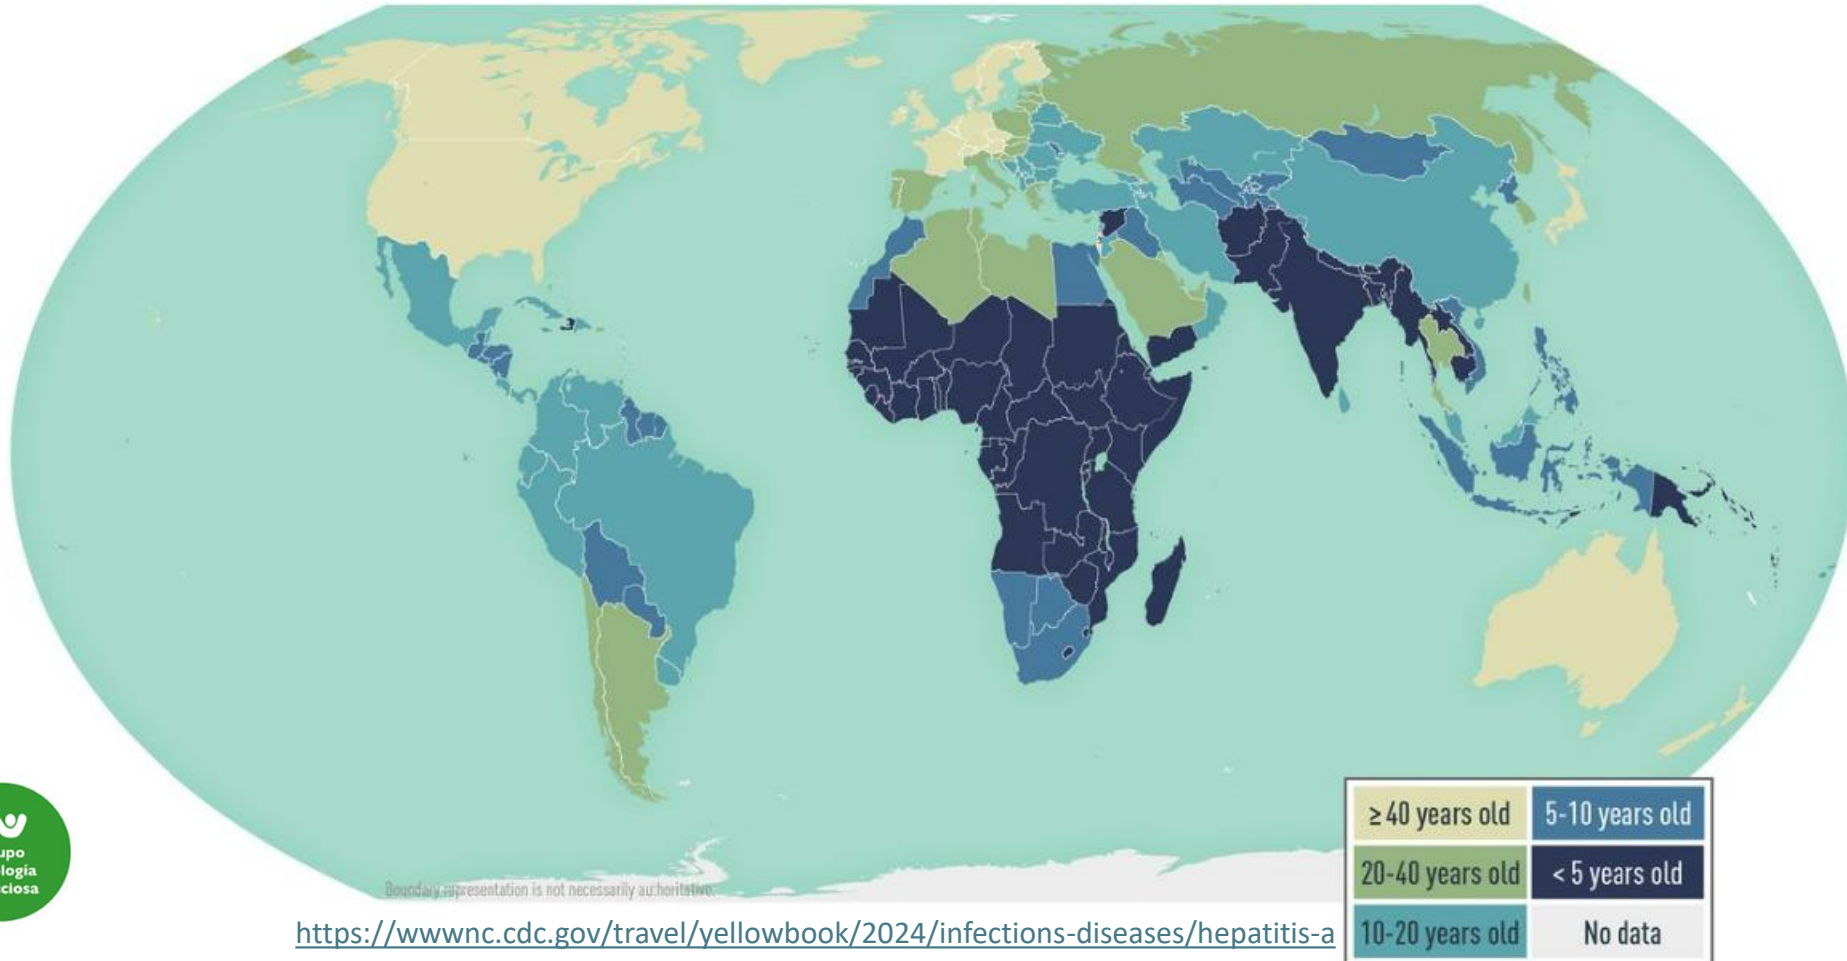 upo
logía
ciosa
Boundary representation is not necessarily authoritative.
https://wwwnc.cdc.gov/travel/yellowbook/2024/infections-diseases/hepatitis-a
≥ 40 years old
5-10 years old
20-40 years old
< 5 years old
10-20 years old
No data